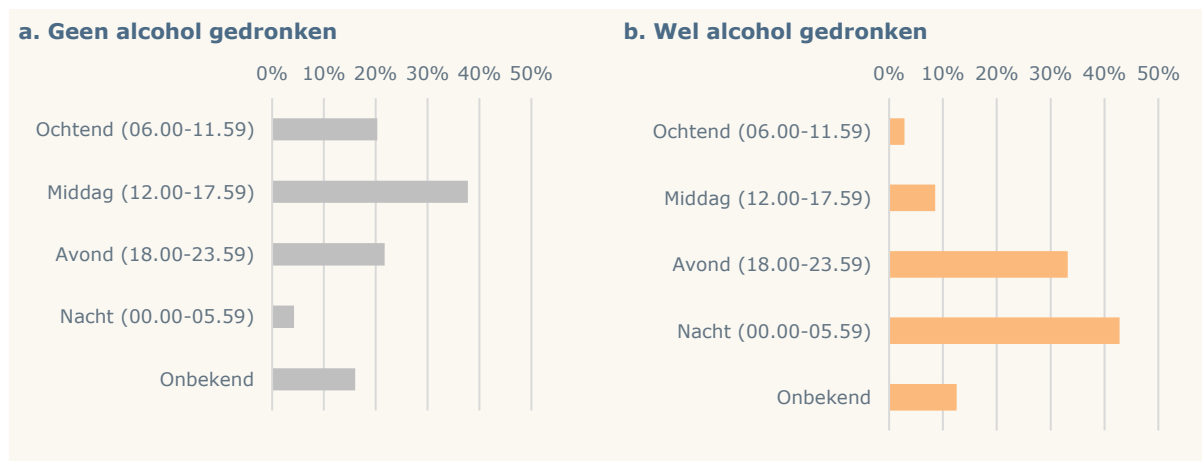 a. Geen alcohol gedronken
0% 10% 20% 30% 40% 50%
Ochtend (06.00-11.59)
Middag (12.00-17.59)
Avond (18.00-23.59)
Nacht (00.00-05.59)
Onbekend
b. Wel alcohol gedronken
0% 10% 20% 30% 40% 50%
Ochtend (06.00-11.59)
Middag (12.00-17.59)
Avond (18.00-23.59)
Nacht (00.00-05.59)
Onbekend